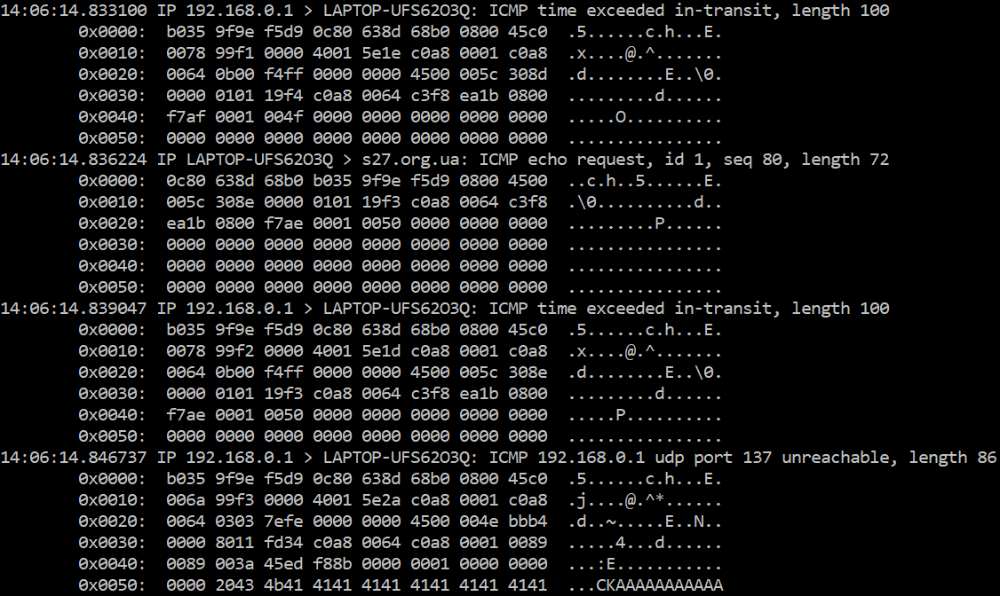 14:06:14.833100 IP 192.168.0.1 > LAPTOP-UFS62O3Q: ICMP time exceeded in-transit, length 100
0x0000:  b035 9f9e f5d9 0c80 638d 68b0 0800 45c0  .5......c.h...E.
0x0010:  0078 99f1 0000 4001 5e1e c0a8 0001 c0a8  .x....@.^.......
0x0020:  0064 0b00 f4ff 0000 0000 4500 005c 308d  .d........E..\0.
0x0030:  0000 0101 19f4 c0a8 0064 c3f8 ea1b 0800  .........d......
0x0040:  f7af 0001 004f 0000 0000 0000 0000 0000  .....O..........
0x0050:  0000 0000 0000 0000 0000 0000 0000 0000  ................
14:06:14.836224 IP LAPTOP-UFS62O3Q > s27.org.ua: ICMP echo request, id 1, seq 80, length 72
0x0000:  0c80 638d 68b0 b035 9f9e f5d9 0800 4500  ..c.h..5......E.
0x0010:  005c 308e 0000 0101 19f3 c0a8 0064 c3f8  .\0..........d..
0x0020:  ea1b 0800 f7ae 0001 0050 0000 0000 0000  .........P......
0x0030:  0000 0000 0000 0000 0000 0000 0000 0000  ................
0x0040:  0000 0000 0000 0000 0000 0000 0000 0000  ................
0x0050:  0000 0000 0000 0000 0000 0000 0000 0000  ................
14:06:14.839047 IP 192.168.0.1 > LAPTOP-UFS62O3Q: ICMP time exceeded in-transit, length 100
0x0000:  b035 9f9e f5d9 0c80 638d 68b0 0800 45c0  .5......c.h...E.
0x0010:  0078 99f2 0000 4001 5e1d c0a8 0001 c0a8  .x....@.^.......
0x0020:  0064 0b00 f4ff 0000 0000 4500 005c 308e  .d........E..\0.
0x0030:  0000 0101 19f3 c0a8 0064 c3f8 ea1b 0800  .........d......
0x0040:  f7ae 0001 0050 0000 0000 0000 0000 0000  .....P..........
0x0050:  0000 0000 0000 0000 0000 0000 0000 0000  ................
14:06:14.846737 IP 192.168.0.1 > LAPTOP-UFS62O3Q: ICMP 192.168.0.1 udp port 137 unreachable, length 86
0x0000:  b035 9f9e f5d9 0c80 638d 68b0 0800 45c0  .5......c.h...E.
0x0010:  006a 99f3 0000 4001 5e2a c0a8 0001 c0a8  .j....@.^*......
0x0020:  0064 0303 7efe 0000 0000 4500 004e bbb4  .d..~.....E..N..
0x0030:  0000 8011 fd34 c0a8 0064 c0a8 0001 0089  .....4...d......
0x0040:  0089 003a 45ed f88b 0000 0001 0000 0000  ...:E...........
0x0050:  0000 2043 4b41 4141 4141 4141 4141 4141  ...CKAAAAAAAAAAA